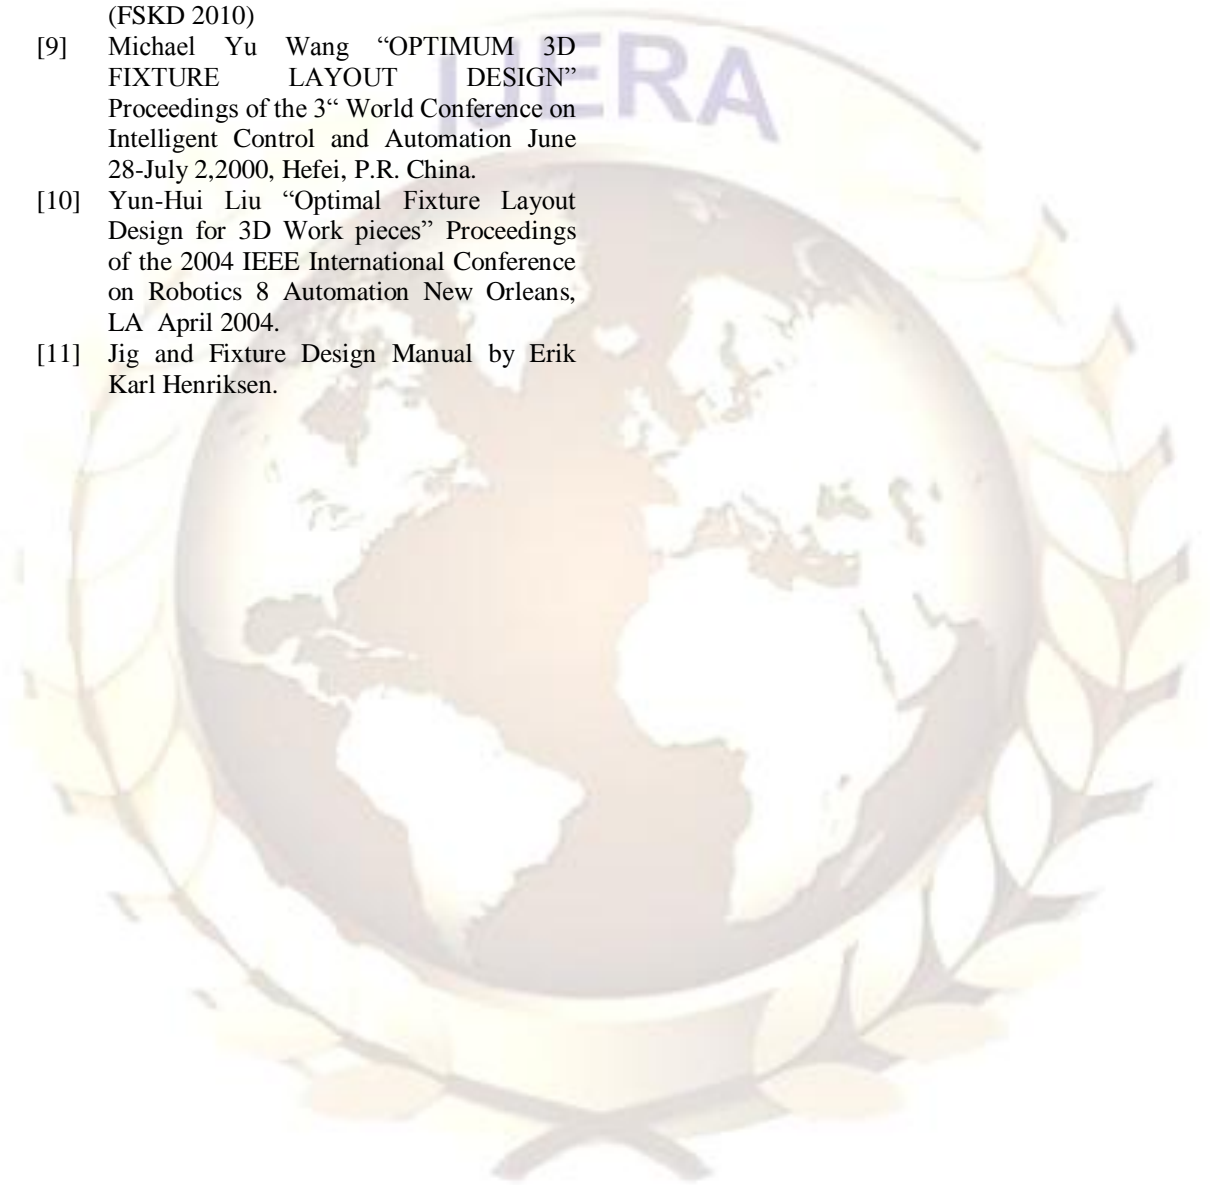 (FSKD 2010)
[9] Michael Yu Wang “OPTIMUM 3D
FIXTURE LAYOUT DESIGN”
Proceedings of the 3“ World Conference on
Intelligent Control and Automation June
28-July 2,2000, Hefei, P.R. China.
[10] Yun-Hui Liu “Optimal Fixture Layout
Design for 3D Work pieces” Proceedings
of the 2004 IEEE International Conference
on Robotics 8 Automation New Orleans,
LA April 2004.
[11] Jig and Fixture Design Manual by Erik
Karl Henriksen.
IJERA